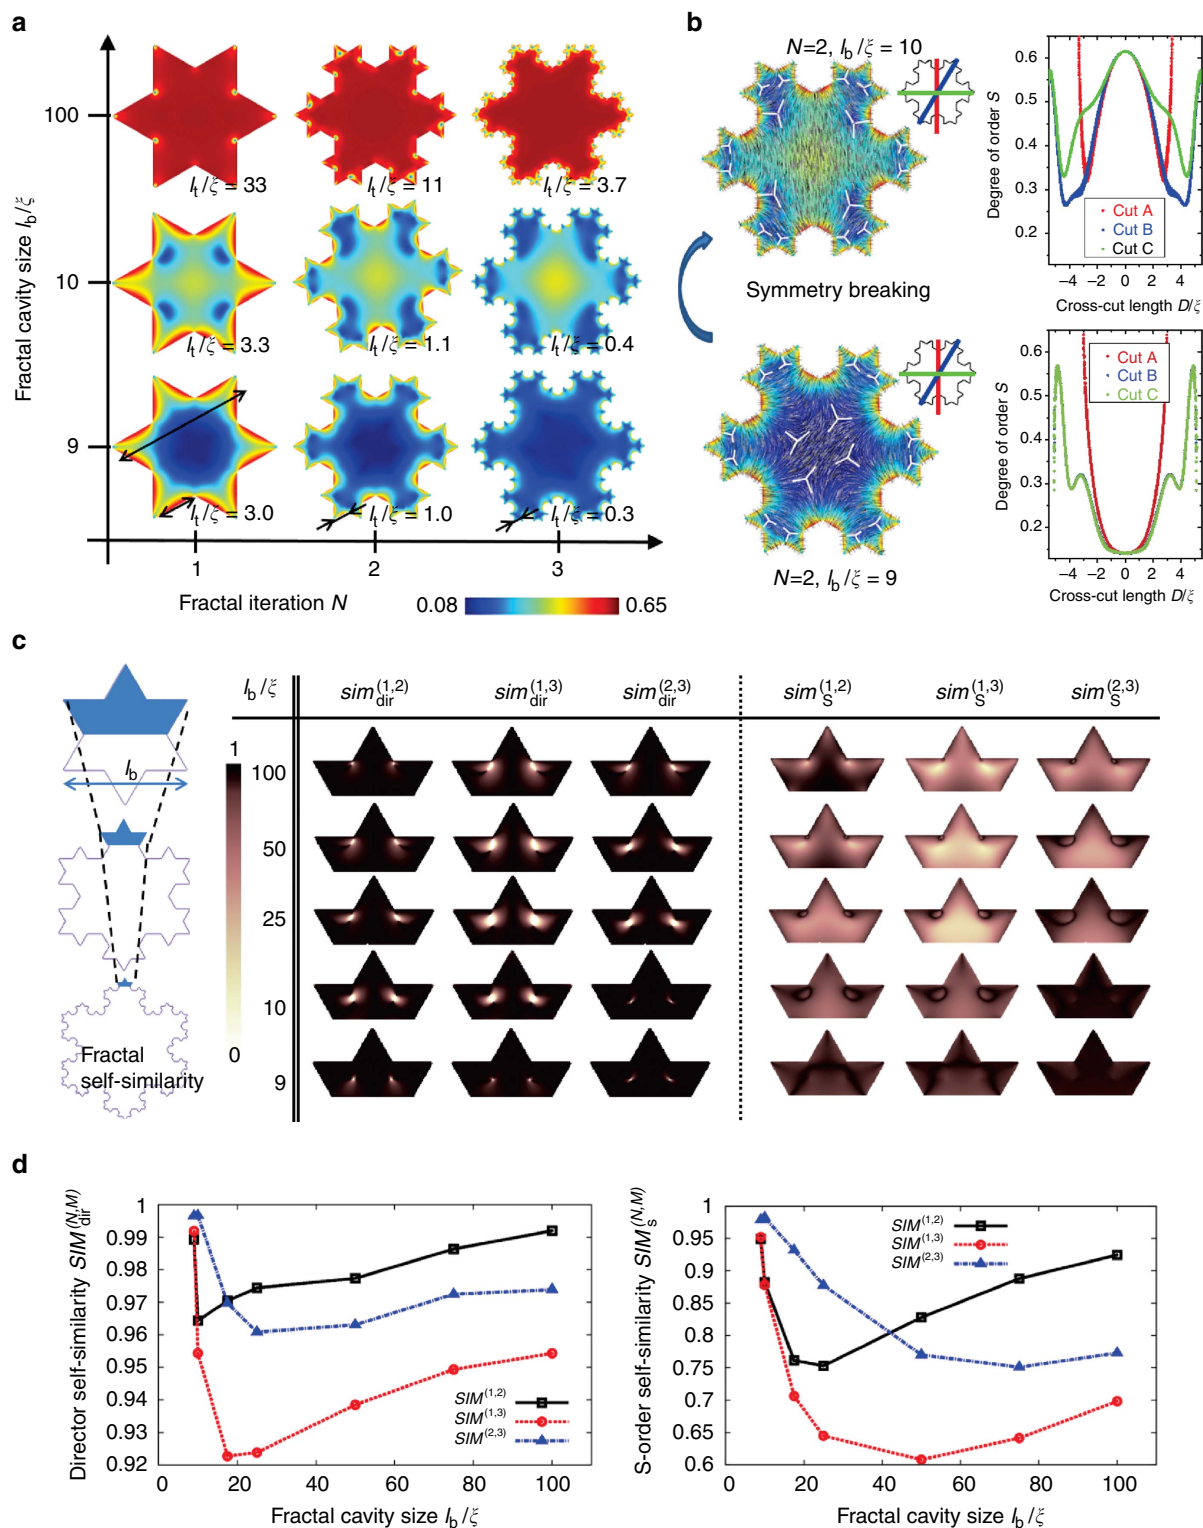 a
Fractal cavity size l_b/ξ
100
10
9
l_t/ξ = 33
l_t/ξ = 11
l_t/ξ = 3.7
l_t/ξ = 3.3
l_t/ξ = 1.1
l_t/ξ = 0.4
l_t/ξ = 3.0
l_t/ξ = 1.0
l_t/ξ = 0.3
1
2
3
Fractal iteration N
0.08
0.65
b
N=2, l_b/ξ = 10
Symmetry breaking
N=2, l_b/ξ = 9
Degree of order S
0.6
0.5
0.4
0.3
0.2
Cut A
Cut B
Cut C
−4 −2 0 2 4
Cross-cut length D/ξ
Degree of order S
0.6
0.5
0.4
0.3
0.2
Cut A
Cut B
Cut C
−4 −2 0 2 4
Cross-cut length D/ξ
c
l_b
Fractal
self-similarity
l_b/ξ
sim_dir^(1,2)
sim_dir^(1,3)
sim_dir^(2,3)
sim_S^(1,2)
sim_S^(1,3)
sim_S^(2,3)
1
0
100
50
25
10
9
d
Director self-similarity SIM_dir^(N,M)
1
0.99
0.98
0.97
0.96
0.95
0.94
0.93
0.92
SIM^(1,2)
SIM^(1,3)
SIM^(2,3)
0 20 40 60 80 100
Fractal cavity size l_b/ξ
S-order self-similarity SIM_s^(N,M)
1
0.95
0.9
0.85
0.8
0.75
0.7
0.65
0.6
SIM^(1,2)
SIM^(1,3)
SIM^(2,3)
0 20 40 60 80 100
Fractal cavity size l_b/ξ